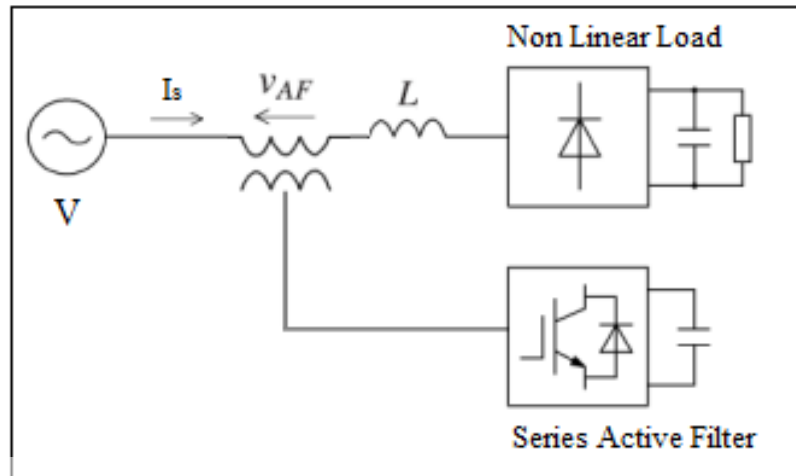 Non Linear Load
Is
vAF
L
V
Series Active Filter